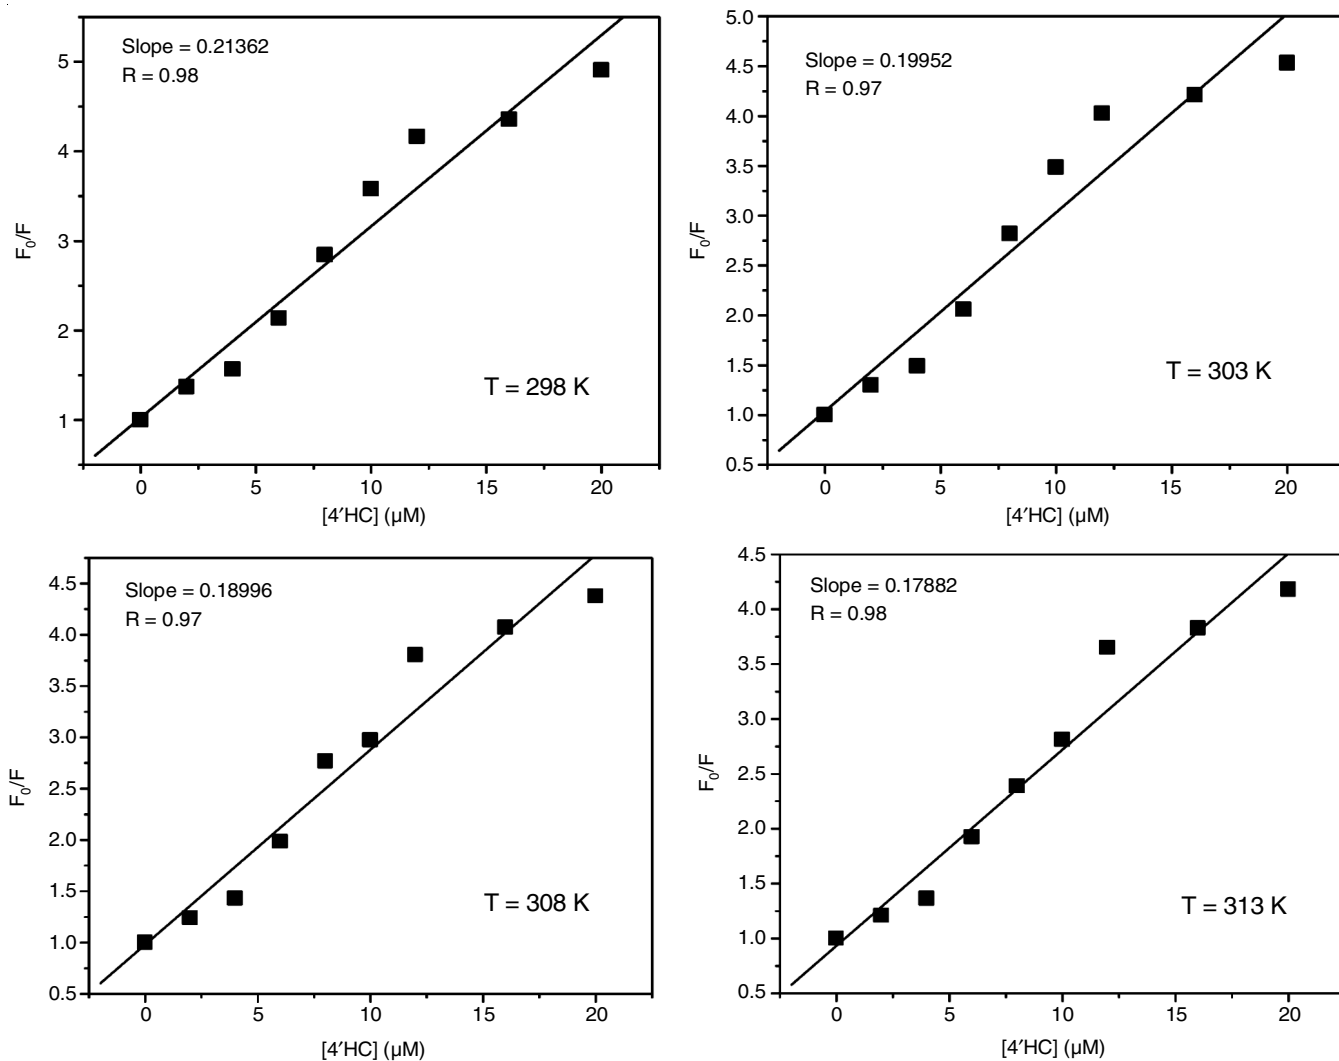 Slope = 0.21362
R = 0.98
5
4
3
2
1
F₀/F
T = 298 K
0 5 10 15 20
[4′HC] (µM)
Slope = 0.19952
R = 0.97
5.0
4.5
4.0
3.5
3.0
2.5
2.0
1.5
1.0
0.5
F₀/F
T = 303 K
0 5 10 15 20
[4′HC] (µM)
Slope = 0.18996
R = 0.97
4.5
4.0
3.5
3.0
2.5
2.0
1.5
1.0
0.5
F₀/F
T = 308 K
0 5 10 15 20
[4′HC] (µM)
Slope = 0.17882
R = 0.98
4.5
4.0
3.5
3.0
2.5
2.0
1.5
1.0
0.5
F₀/F
T = 313 K
0 5 10 15 20
[4′HC] (µM)